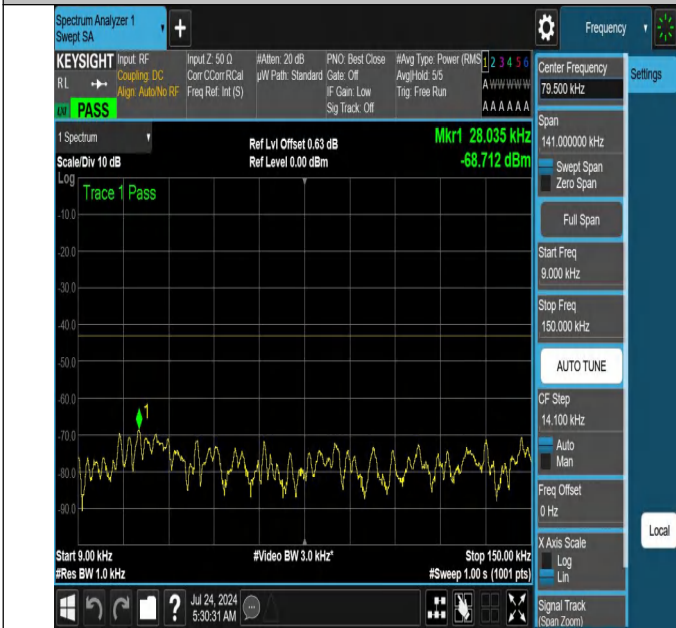 Spectrum Analyzer 1
Swept SA
+
Frequency
KEYSIGHT
RL
Input: RF
Coupling: DC
Align: Auto/No RF
Input Z: 50 Ω
Corr CCorr RCal
Freq Ref: Int (S)
#Atten: 20 dB
µW Path: Standard
PNO: Best Close
Gate: Off
IF Gain: Low
Sig Track: Off
#Avg Type: Power (RMS
Avg|Hold: 5/5
Trig: Free Run
1 2 3 4 5 6
A W W W W W
A A A A A A
PASS
1 Spectrum
Scale/Div 10 dB
Ref Lvl Offset 0.63 dB
Ref Level 0.00 dBm
Mkr1 28.035 kHz
-68.712 dBm
Log
Trace 1 Pass
-10.0
-20.0
-30.0
-40.0
-50.0
-60.0
-70.0
-80.0
-90.0
1
Start 9.00 kHz
#Res BW 1.0 kHz
#Video BW 3.0 kHz*
Stop 150.00 kHz
#Sweep 1.00 s (1001 pts)
Center Frequency
79.500 kHz
Settings
Span
141.000000 kHz
Swept Span
Zero Span
Full Span
Start Freq
9.000 kHz
Stop Freq
150.000 kHz
AUTO TUNE
CF Step
14.100 kHz
Auto
Man
Freq Offset
0 Hz
X Axis Scale
Log
Lin
Local
Signal Track
(Span Zoom)
?
Jul 24, 2024
5:30:31 AM